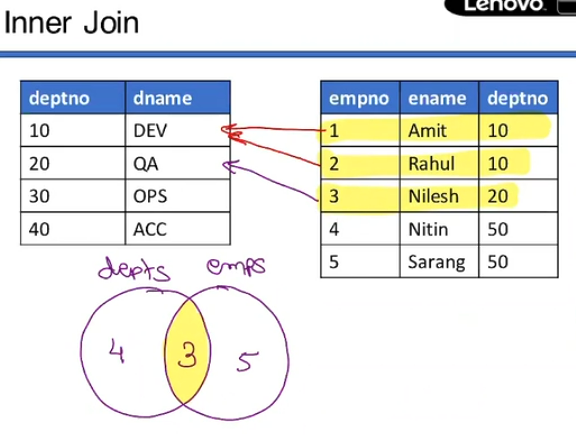 Lenovo
Inner Join
deptno dname
10 DEV
20 QA
30 OPS
40 ACC
empno ename deptno
1 Amit 10
2 Rahul 10
3 Nilesh 20
4 Nitin 50
5 Sarang 50
depts emps
4 3 5